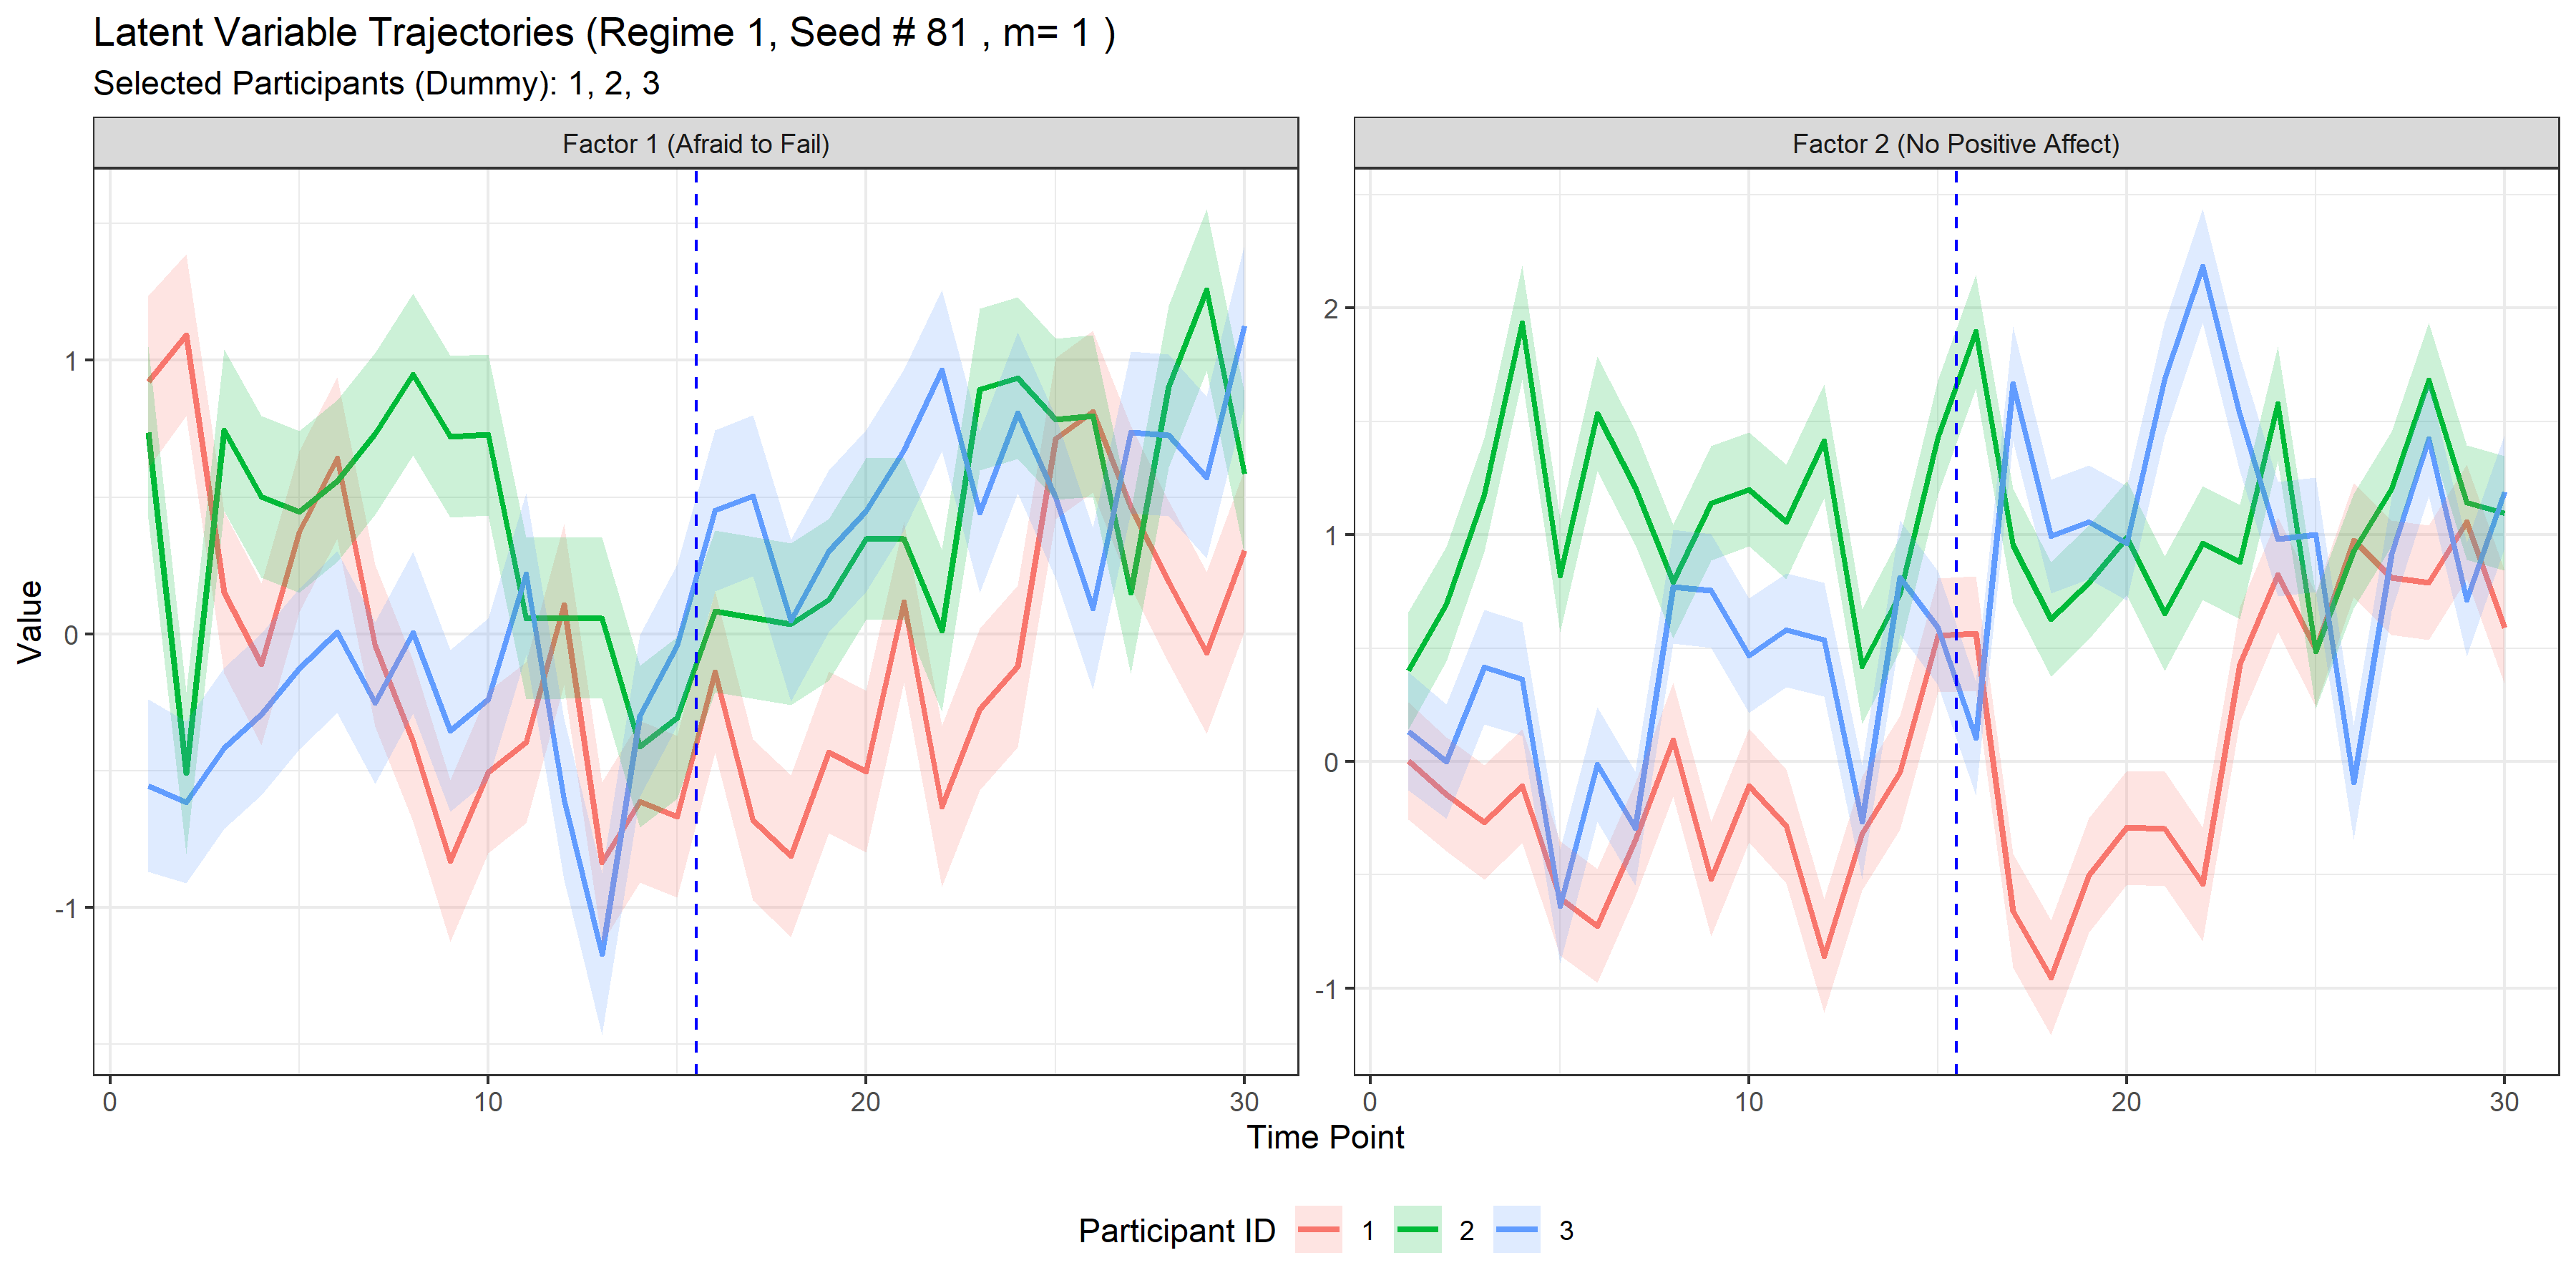 Latent Variable Trajectories (Regime 1, Seed # 81 , m= 1 )
Selected Participants (Dummy): 1, 2, 3
Factor 1 (Afraid to Fail)
Factor 2 (No Positive Affect)
Value
1
0
-1
2
1
0
-1
0 10 20 30
0 10 20 30
Time Point
Participant ID 1 2 3